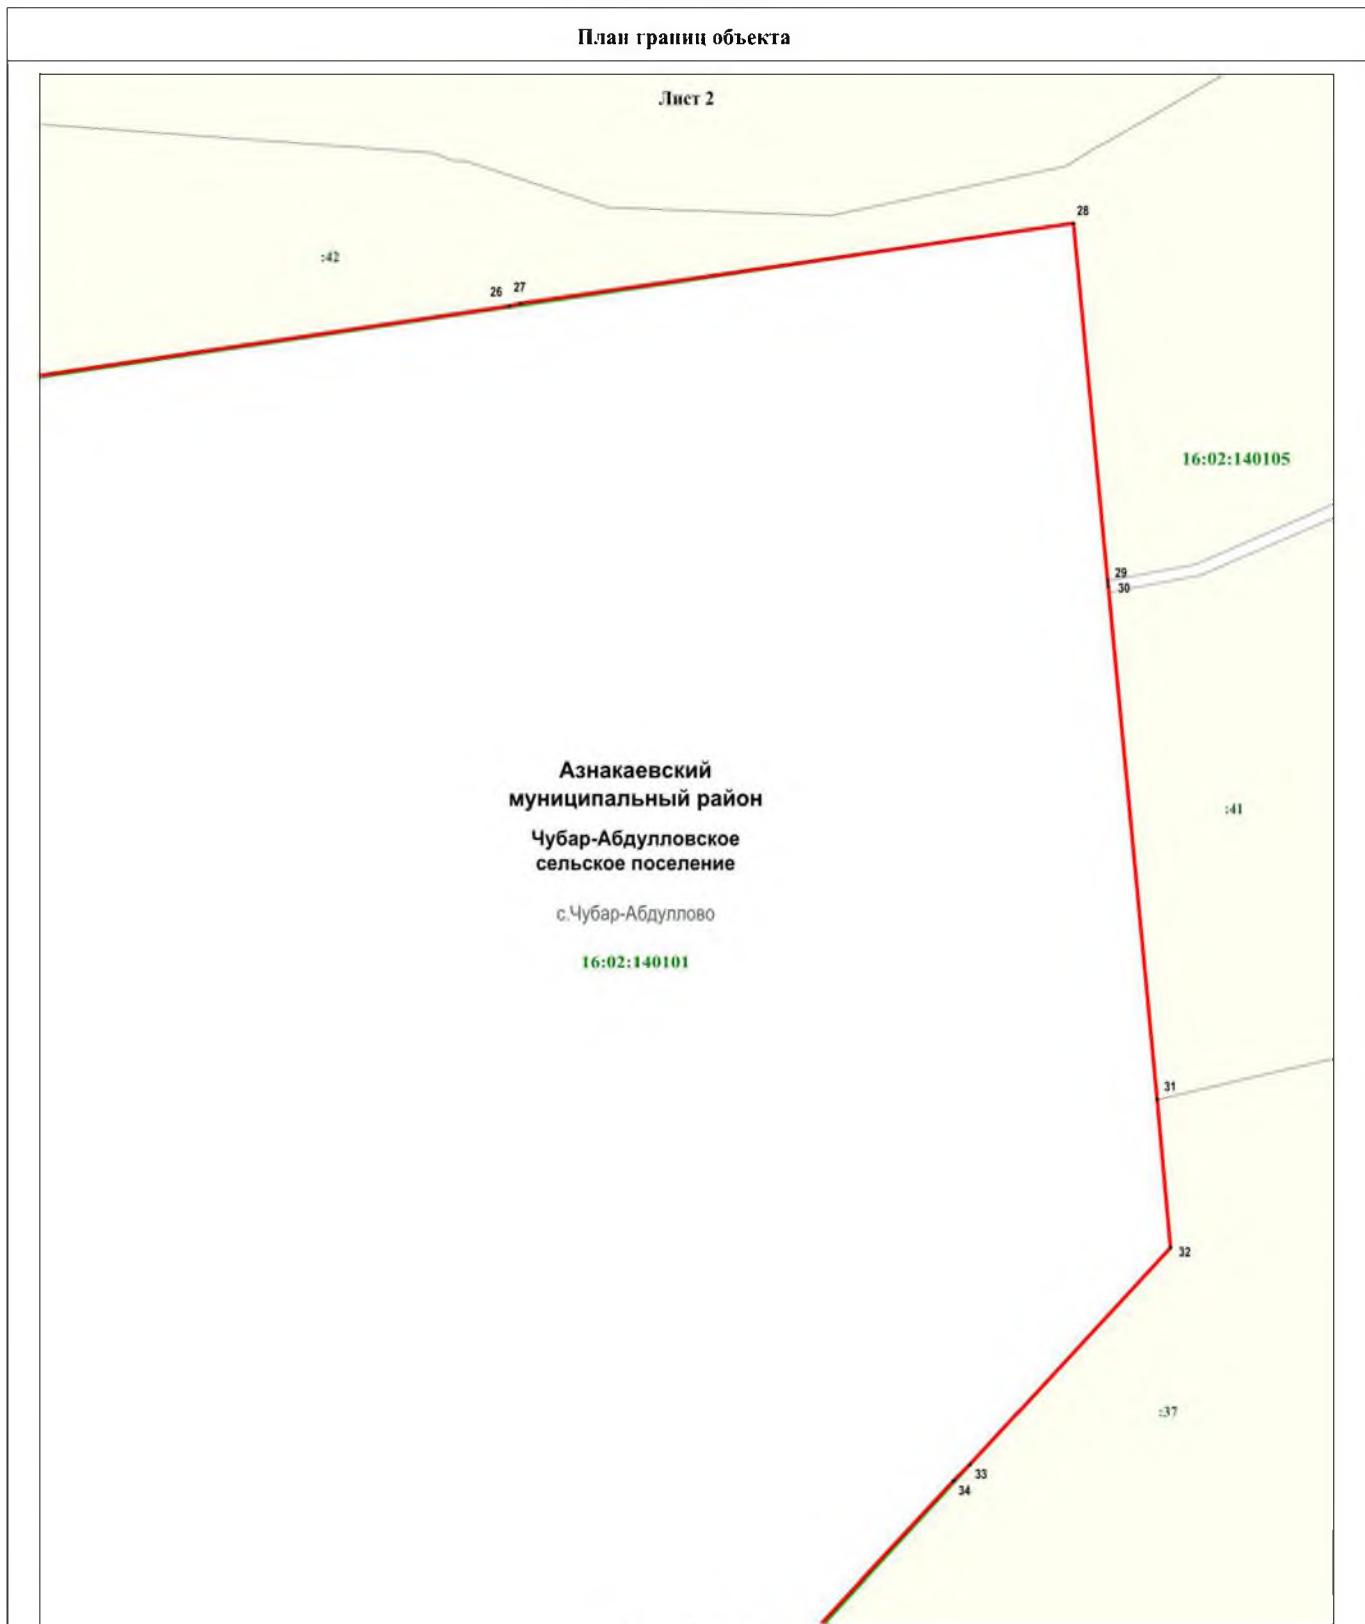 План границ объекта
Лист 2
28
:42
26 27
16:02:140105
29
30
Азнакаевский
муниципальный район
:41
Чубар-Абдулловское
сельское поселение
с.Чубар-Абдуллово
16:02:140101
31
32
:37
33
34